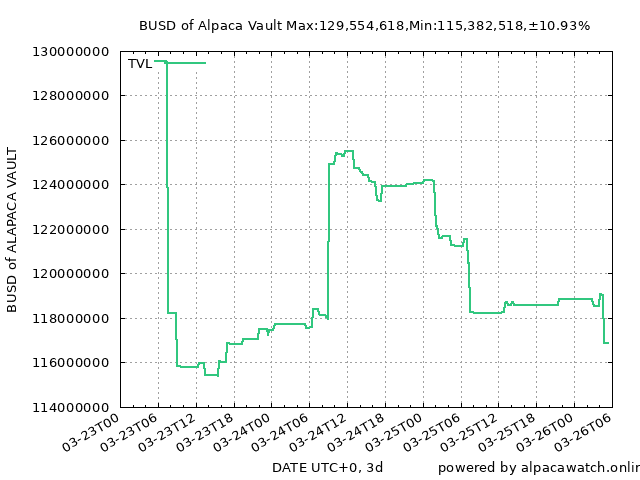 BUSD of Alpaca Vault Max:129,554,618,Min:115,382,518,±10.93%
BUSD of ALAPACA VAULT
130000000
128000000
126000000
124000000
122000000
120000000
118000000
116000000
114000000
TVL
03-23T00
03-23T06
03-23T12
03-23T18
03-24T00
03-24T06
03-24T12
03-24T18
03-25T00
03-25T06
03-25T12
03-25T18
03-26T00
03-26T06
DATE UTC+0, 3d
powered by alpacawatch.onlin